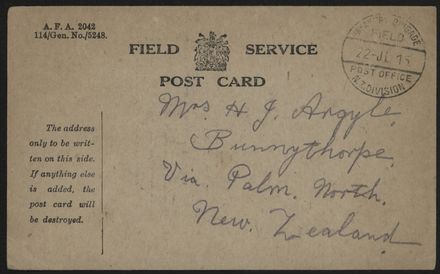 A. F. A. 2042
114/Gen. No./5248.
FIELD SERVICE
POST CARD
FIELD
22-JL 15
POST OFFICE
N.Z. DIVISION
The address
only to be writ-
ten on this side.
If anything else
is added, the
post card will
be destroyed.
Mrs H J. Argyle
Bunnythorpe
Via. Palm. North.
New. Zealand